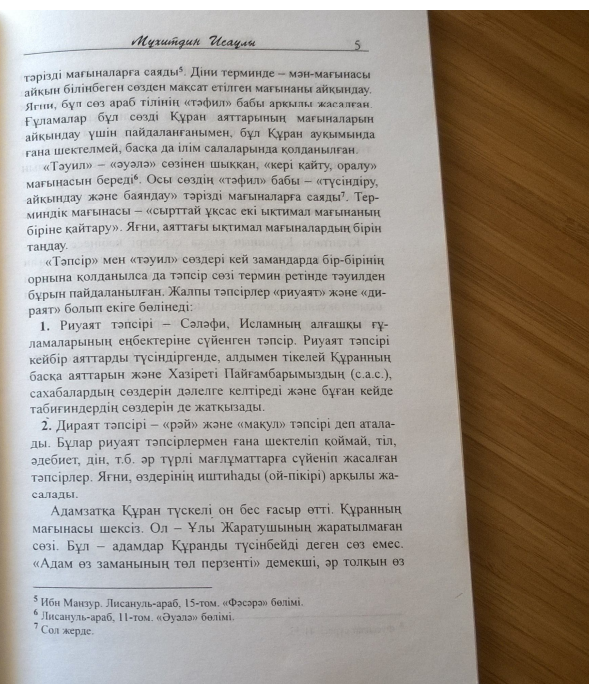 Мұхитдин Исаұлы 5
тәрізді мағыналарға саяды⁵. Діни терминде – мән-мағынасы
айқын білінбеген сөзден мақсат етілген мағынаны айқындау.
Яғни, бұл сөз араб тілінің «тәфил» бабы арқылы жасалған.
Ғұламалар бұл сөзді Құран аяттарының мағыналарын
айқындау үшін пайдаланғанымен, бұл Құран ауқымында
ғана шектелмей, басқа да ілім салаларында қолданылған.
«Тәуил» – «әуәлә» сөзінен шыққан, «кері қайту, оралу»
мағынасын береді⁶. Осы сөздің «тәфил» бабы – «түсіндіру,
айқындау және баяндау» тәрізді мағыналарға саяды⁷. Тер-
миндік мағынасы – «сырттай ұқсас екі ықтимал мағынаның
біріне қайтару». Яғни, аяттағы ықтимал мағыналардың бірін
таңдау.
«Тәпсір» мен «тәуил» сөздері кей замандарда бір-бірінің
орнына қолданылса да тәпсір сөзі термин ретінде тәуилден
бұрын пайдаланылған. Жалпы тәпсірлер «риуаят» және «ди-
раят» болып екіге бөлінеді:
1. Риуаят тәпсірі – Сәләфи, Исламның алғашқы ғұ-
ламаларының еңбектеріне сүйенген тәпсір. Риуаят тәпсірі
кейбір аяттарды түсіндіргенде, алдымен тікелей Құранның
басқа аяттарын және Хазіреті Пайғамбарымыздың (с.а.с.),
сахабалардың сөздерін дәлелге келтіреді және бұған кейде
табиғиндердің сөздерін де жатқызады.
2. Дираят тәпсірі – «рәй» және «мақул» тәпсірі деп атала-
ды. Бұлар риуаят тәпсірлермен ғана шектеліп қоймай, тіл,
әдебиет, дін, т.б. әр түрлі мағлұматтарға сүйеніп жасалған
тәпсірлер. Яғни, өздерінің иштиһады (ой-пікірі) арқылы жа-
салады.
Адамзатқа Құран түскелі он бес ғасыр өтті. Құранның
мағынасы шексіз. Ол – Ұлы Жаратушының жаратылмаған
сөзі. Бұл – адамдар Құранды түсінбейді деген сөз емес.
«Адам өз заманының төл перзенті» демекші, әр толқын өз
⁵ Ибн Манзур. Лисануль-араб, 15-том. «Фәсәрә» бөлімі.
⁶ Лисануль-араб, 11-том. «Әуәлә» бөлімі.
⁷ Сол жерде.